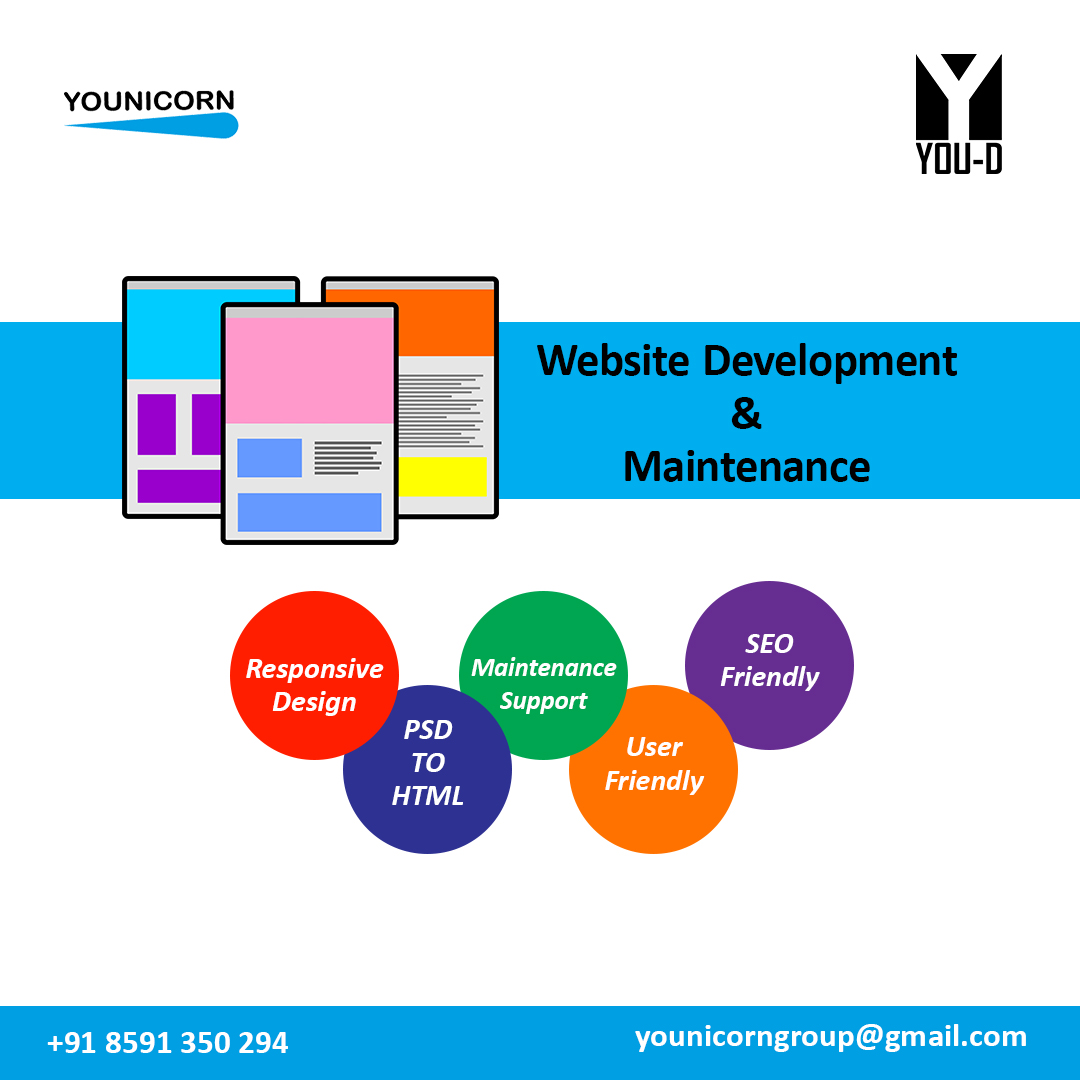 YOUNICORN
Y
YOU-D
Website Development
&
Maintenance
Responsive
Design
PSD
TO
HTML
Maintenance
Support
User
Friendly
SEO
Friendly
+91 8591 350 294
younicorngroup@gmail.com